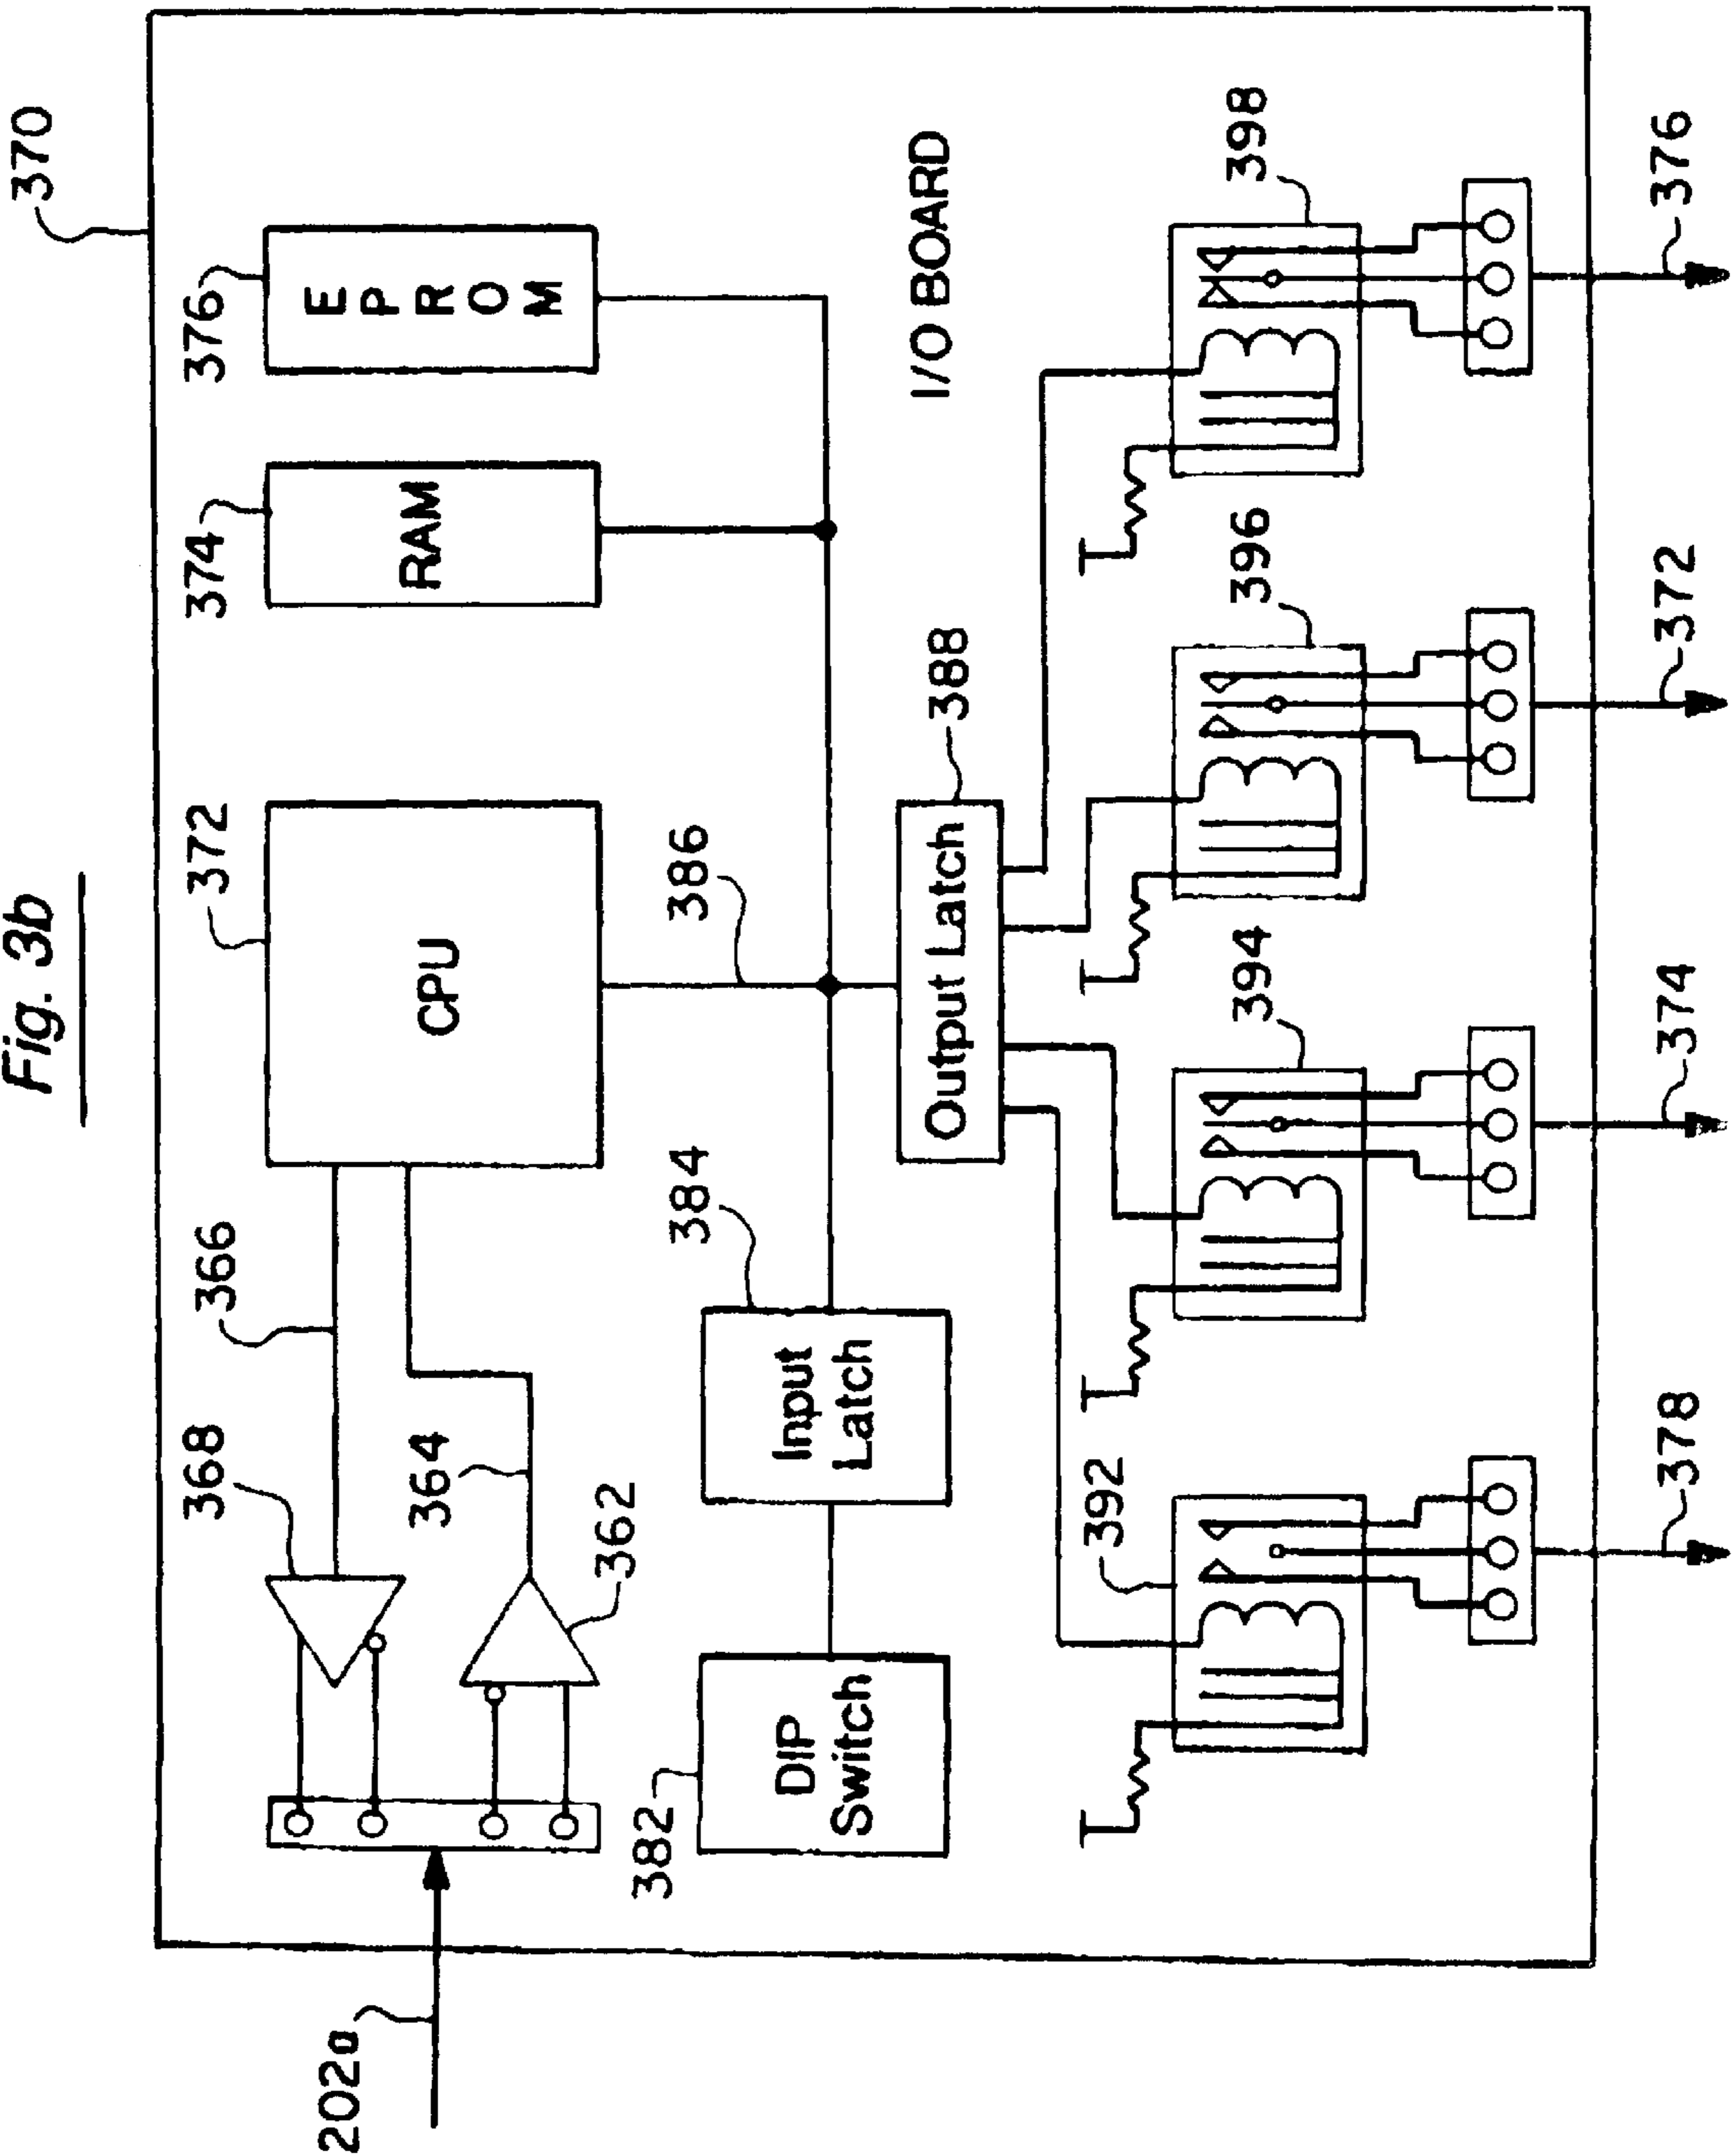 Fig. 3b
370
372
374
376
CPU
RAM
EPROM
202a
368
366
364
362
386
382
DIP
Switch
384
Input
Latch
388
Output Latch
I/O BOARD
392
394
396
398
378
374
372
376